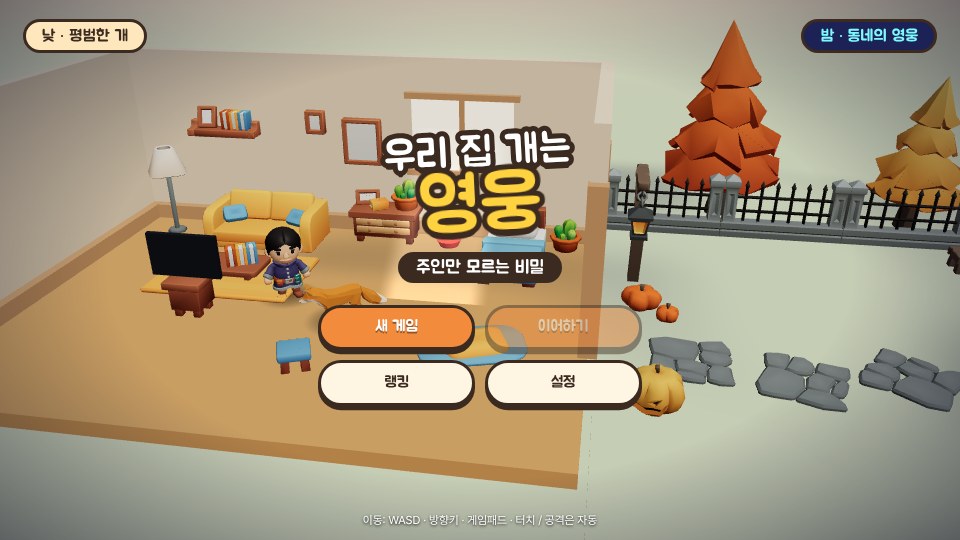 낮 · 평범한 개
밤 · 동네의 영웅
우리 집 개는
영웅
주인만 모르는 비밀
새 게임
이어하기
랭킹
설정
이동: WASD · 방향키 · 게임패드 · 터치 / 공격은 자동